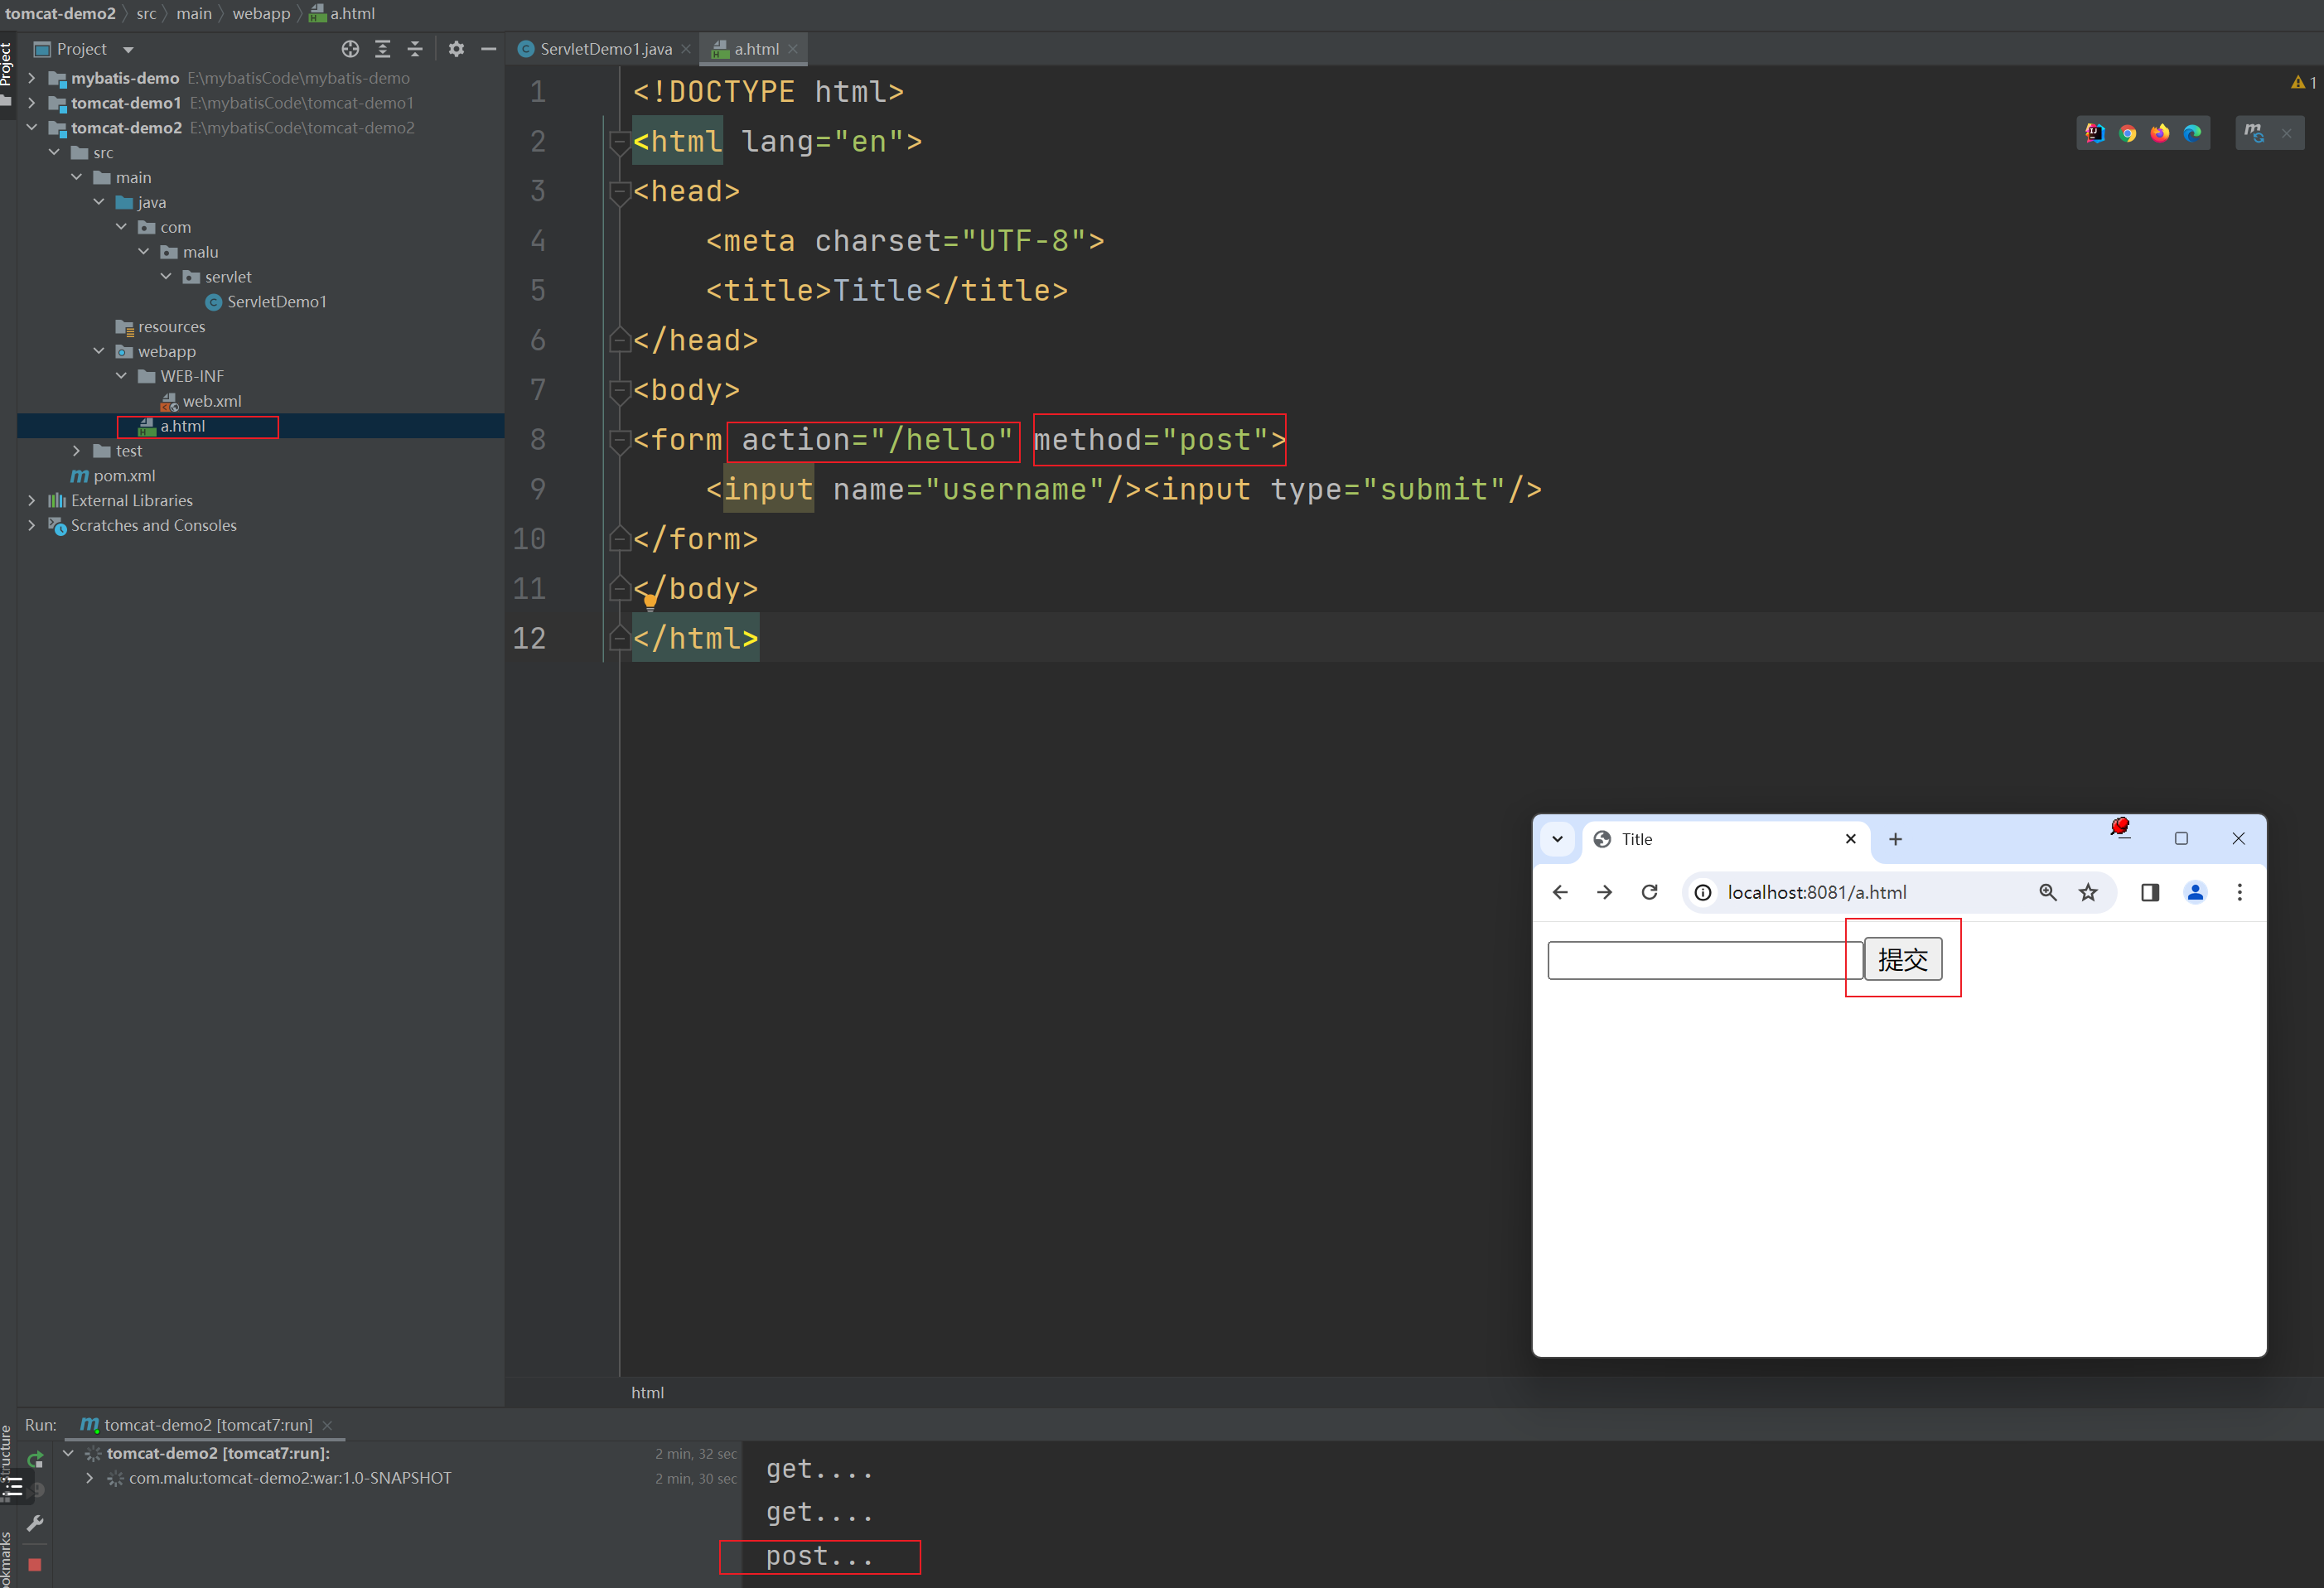 tomcat-demo2 › src › main › webapp › a.html
Project
Project
mybatis-demo E:\mybatisCode\mybatis-demo
tomcat-demo1 E:\mybatisCode\tomcat-demo1
tomcat-demo2 E:\mybatisCode\tomcat-demo2
src
main
java
com
malu
servlet
ServletDemo1
resources
webapp
WEB-INF
web.xml
a.html
test
pom.xml
External Libraries
Scratches and Consoles
ServletDemo1.java
a.html
1
1 <!DOCTYPE html>
2 <html lang="en">
3 <head>
4     <meta charset="UTF-8">
5     <title>Title</title>
6 </head>
7 <body>
8 <form action="/hello" method="post">
9     <input name="username"/><input type="submit"/>
10 </form>
11 </body>
12 </html>
html
Title
localhost:8081/a.html
提交
Run:
tomcat-demo2 [tomcat7:run]
tomcat-demo2 [tomcat7:run]: 2 min, 32 sec
com.malu:tomcat-demo2:war:1.0-SNAPSHOT 2 min, 30 sec
get....
get....
post...